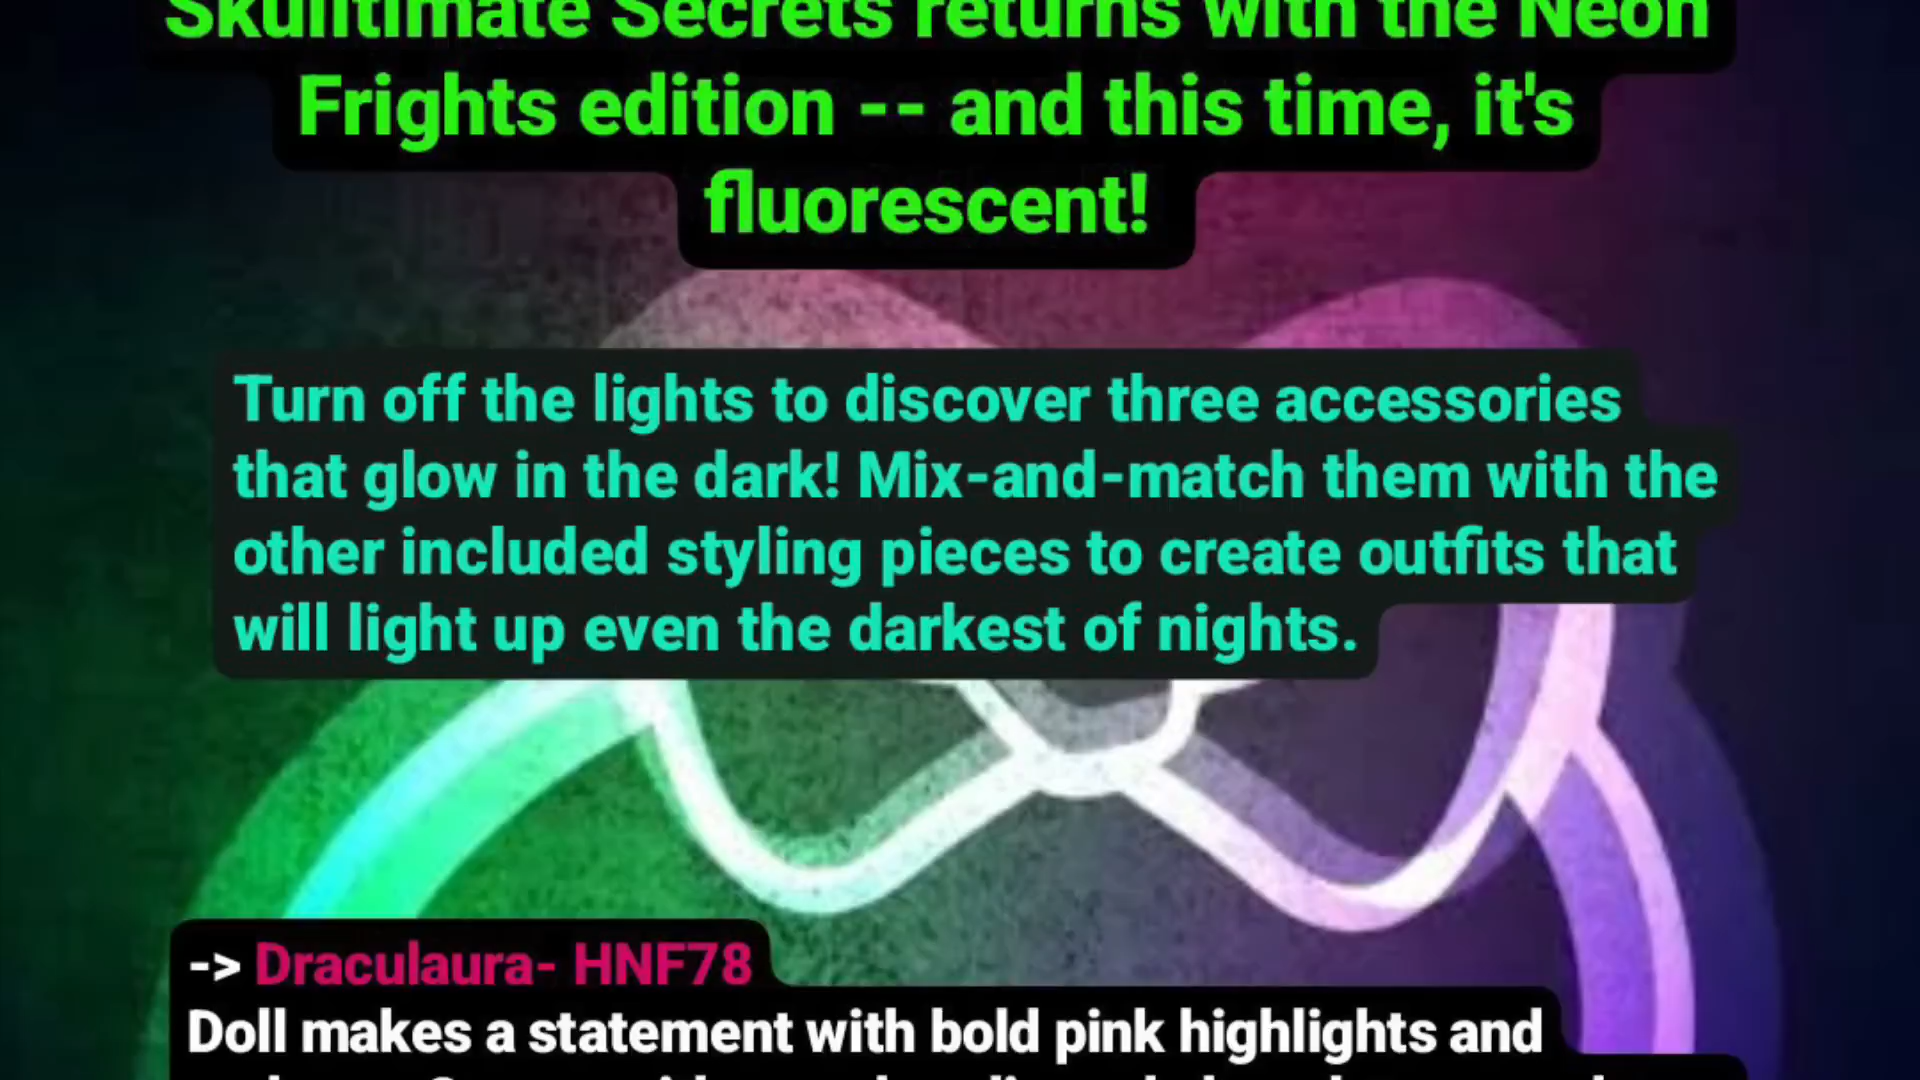 Skulltimate Secrets returns with the Neon
Frights edition -- and this time, it's
fluorescent!
Turn off the lights to discover three accessories
that glow in the dark! Mix-and-match them with the
other included styling pieces to create outfits that
will light up even the darkest of nights.
-> Draculaura- HNF78
Doll makes a statement with bold pink highlights and